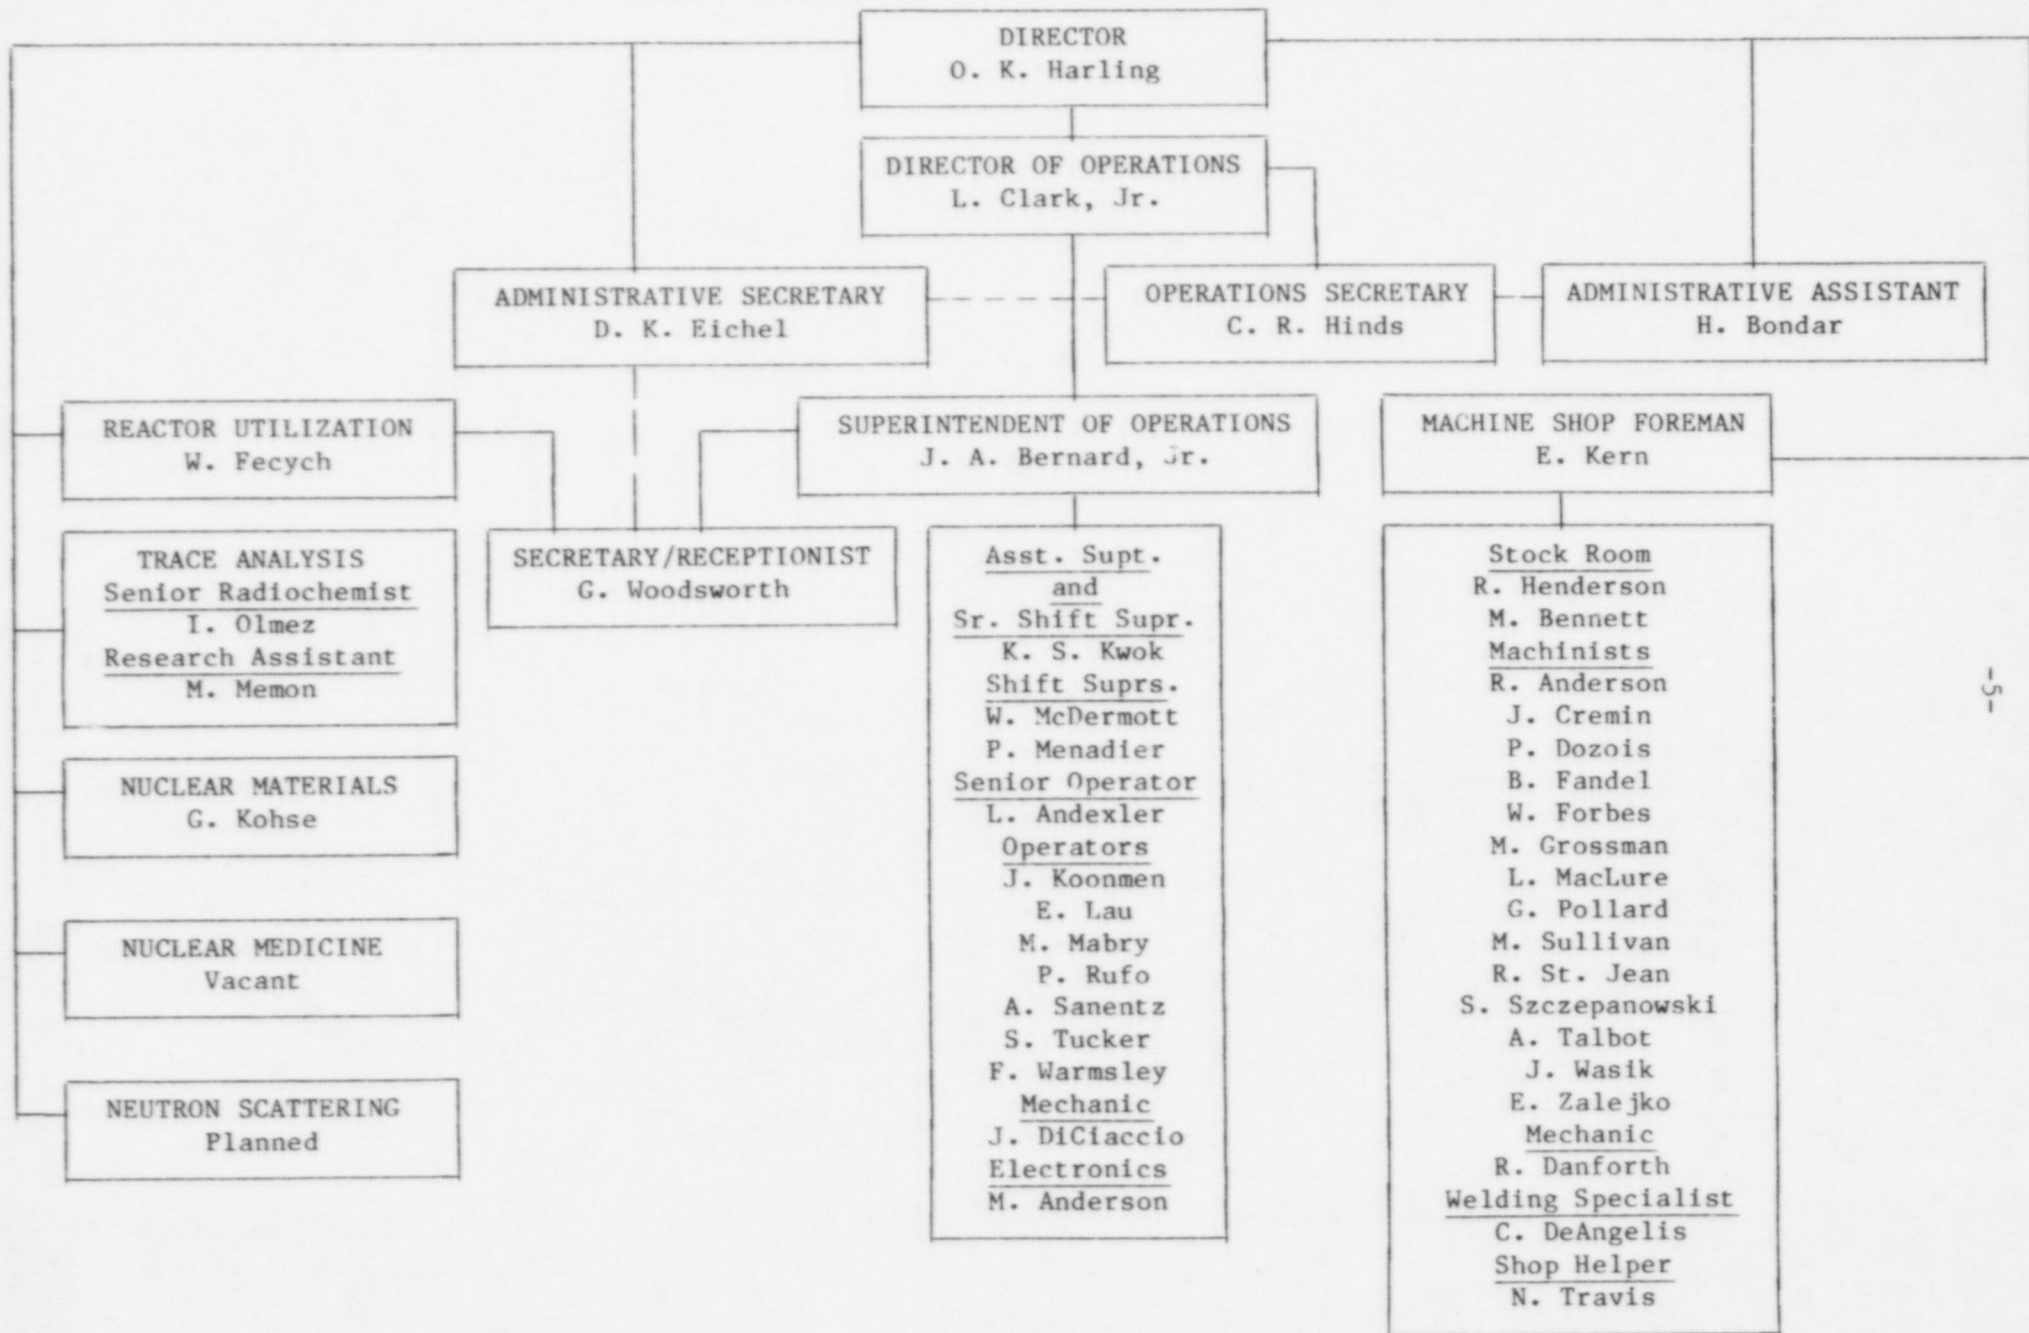 DIRECTOR
O. K. Harling
DIRECTOR OF OPERATIONS
L. Clark, Jr.
ADMINISTRATIVE SECRETARY
D. K. Eichel
OPERATIONS SECRETARY
C. R. Hinds
ADMINISTRATIVE ASSISTANT
H. Bondar
REACTOR UTILIZATION
W. Fecych
SUPERINTENDENT OF OPERATIONS
J. A. Bernard, Jr.
MACHINE SHOP FOREMAN
E. Kern
TRACE ANALYSIS
Senior Radiochemist
I. Olmez
Research Assistant
M. Memon
SECRETARY/RECEPTIONIST
G. Woodsworth
NUCLEAR MATERIALS
G. Kohse
NUCLEAR MEDICINE
Vacant
NEUTRON SCATTERING
Planned
Asst. Supt.
and
Sr. Shift Supr.
K. S. Kwok
Shift Suprs.
W. McDermott
P. Menadier
Senior Operator
L. Andexler
Operators
J. Koonmen
E. Lau
M. Mabry
P. Rufo
A. Sanentz
S. Tucker
F. Warmsley
Mechanic
J. DiCiaccio
Electronics
M. Anderson
Stock Room
R. Henderson
M. Bennett
Machinists
R. Anderson
J. Cremin
P. Dozois
B. Fandel
W. Forbes
M. Grossman
L. MacLure
G. Pollard
M. Sullivan
R. St. Jean
S. Szczepanowski
A. Talbot
J. Wasik
E. Zalejko
Mechanic
R. Danforth
Welding Specialist
C. DeAngelis
Shop Helper
N. Travis
-5-